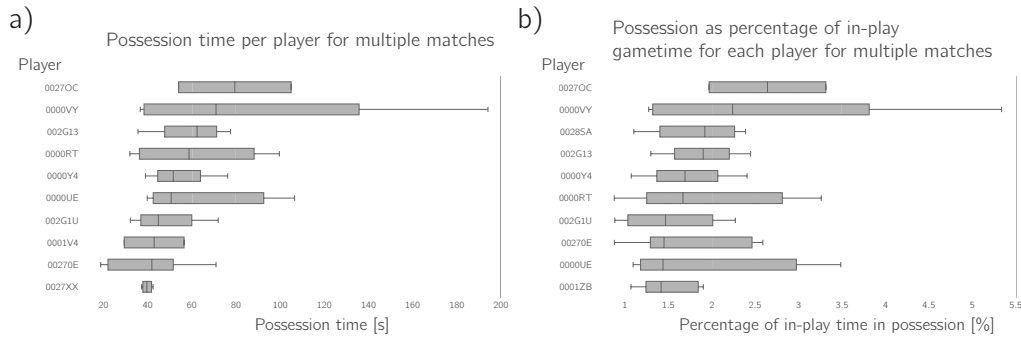 a)
Possession time per player for multiple matches
Player
0027OC
0000VY
002G13
0000RT
0000Y4
0000UE
002G1U
0001V4
00270E
0027XX
20 40 60 80 100 120 140 160 180 200
Possession time [s]
b)
Possession as percentage of in-play
gametime for each player for multiple matches
Player
0027OC
0000VY
0028SA
002G13
0000Y4
0000RT
002G1U
00270E
0000UE
0001ZB
1 1.5 2 2.5 3 3.5 4 4.5 5 5.5
Percentage of in-play time in possession [%]